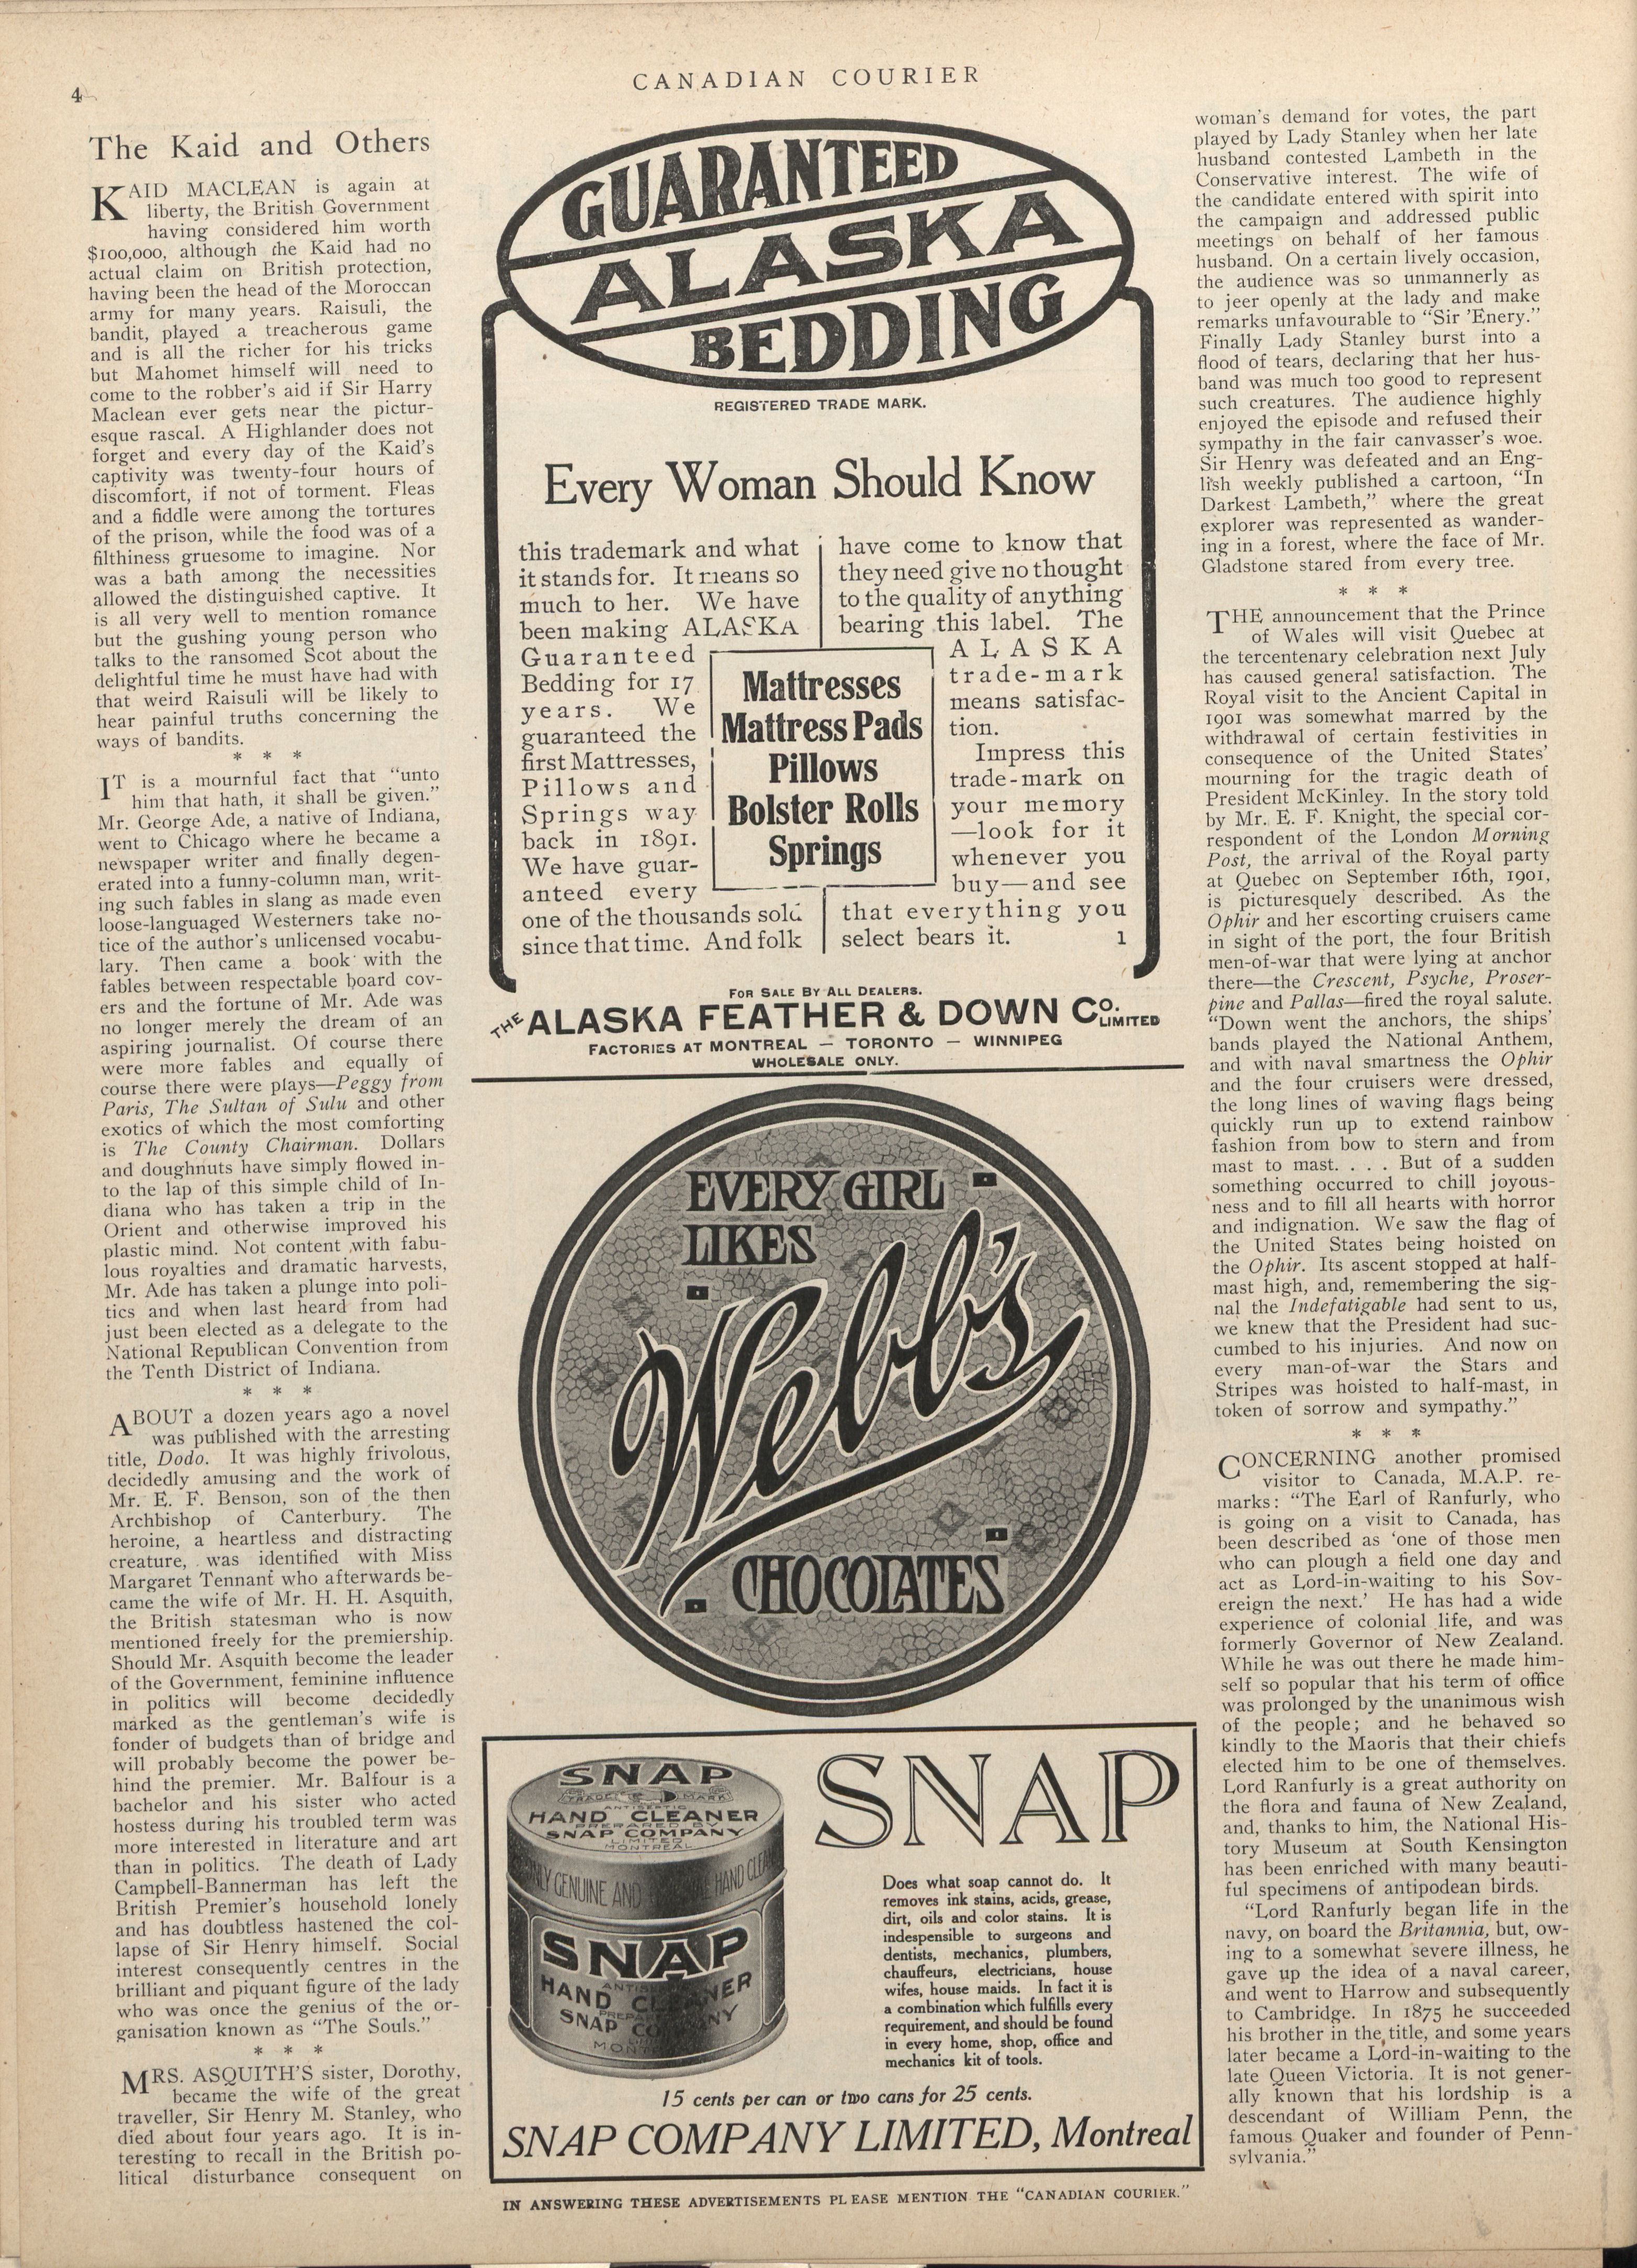 4
CANADIAN COURIER
The Kaid and Others
KAID MACLEAN is again at
liberty, the British Government
having considered him worth
$100,000, although the Kaid had no
actual claim on British protection,
having been the head of the Moroccan
army for many years. Raisuli, the
bandit, played a treacherous game
and is all the richer for his tricks
but Mahomet himself will need to
come to the robber's aid if Sir Harry
Maclean ever gets near the pictur-
esque rascal. A Highlander does not
forget and every day of the Kaid's
captivity was twenty-four hours of
discomfort, if not of torment. Fleas
and a fiddle were among the tortures
of the prison, while the food was of a
filthiness gruesome to imagine. Nor
was a bath among the necessities
allowed the distinguished captive. It
is all very well to mention romance
but the gushing young person who
talks to the ransomed Scot about the
delightful time he must have had with
that weird Raisuli will be likely to
hear painful truths concerning the
ways of bandits.
* * *
IT is a mournful fact that "unto
him that hath, it shall be given."
Mr. George Ade, a native of Indiana,
went to Chicago where he became a
newspaper writer and finally degen-
erated into a funny-column man, writ-
ing such fables in slang as made even
loose-languaged Westerners take no-
tice of the author's unlicensed vocabu-
lary. Then came a book with the
fables between respectable board cov-
ers and the fortune of Mr. Ade was
no longer merely the dream of an
aspiring journalist. Of course there
were more fables and equally of
course there were plays—Peggy from
Paris, The Sultan of Sulu and other
exotics of which the most comforting
is The County Chairman. Dollars
and doughnuts have simply flowed in-
to the lap of this simple child of In-
diana who has taken a trip in the
Orient and otherwise improved his
plastic mind. Not content with fabu-
lous royalties and dramatic harvests,
Mr. Ade has taken a plunge into poli-
tics and when last heard from had
just been elected as a delegate to the
National Republican Convention from
the Tenth District of Indiana.
* * *
ABOUT a dozen years ago a novel
was published with the arresting
title, Dodo. It was highly frivolous,
decidedly amusing and the work of
Mr. E. F. Benson, son of the then
Archbishop of Canterbury. The
heroine, a heartless and distracting
creature, was identified with Miss
Margaret Tennant who afterwards be-
came the wife of Mr. H. H. Asquith,
the British statesman who is now
mentioned freely for the premiership.
Should Mr. Asquith become the leader
of the Government, feminine influence
in politics will become decidedly
marked as the gentleman's wife is
fonder of budgets than of bridge and
will probably become the power be-
hind the premier. Mr. Balfour is a
bachelor and his sister who acted
hostess during his troubled term was
more interested in literature and art
than in politics. The death of Lady
Campbell-Bannerman has left the
British Premier's household lonely
and has doubtless hastened the col-
lapse of Sir Henry himself. Social
interest consequently centres in the
brilliant and piquant figure of the lady
who was once the genius of the or-
ganisation known as "The Souls."
* * *
MRS. ASQUITH'S sister, Dorothy,
became the wife of the great
traveller, Sir Henry M. Stanley, who
died about four years ago. It is in-
teresting to recall in the British po-
litical disturbance consequent on
GUARANTEED
ALASKA
BEDDING
REGISTERED TRADE MARK.
Every Woman Should Know
this trademark and what
it stands for. It means so
much to her. We have
been making ALASKA
Guaranteed
Bedding for 17
years. We
guaranteed the
first Mattresses,
Pillows and
Springs way
back in 1891.
We have guar-
anteed every
one of the thousands sold
since that time. And folk
Mattresses
Mattress Pads
Pillows
Bolster Rolls
Springs
have come to know that
they need give no thought
to the quality of anything
bearing this label. The
ALASKA
trade-mark
means satisfac-
tion.
Impress this
trade-mark on
your memory
—look for it
whenever you
buy—and see
that everything you
select bears it. 1
FOR SALE BY ALL DEALERS.
THE ALASKA FEATHER & DOWN CO. LIMITED
FACTORIES AT MONTREAL — TORONTO — WINNIPEG
WHOLESALE ONLY.
EVERY GIRL
LIKES
Webb's
CHOCOLATES
SNAP
TRADE MARK
ANTISEPTIC
HAND CLEANER
PREPARED BY
SNAP COMPANY
LIMITED
MONTREAL
ONLY GENUINE AND HAND
SNAP
HAND CLEANER
SNAP COMPANY
SNAP
Does what soap cannot do. It
removes ink stains, acids, grease,
dirt, oils and color stains. It is
indespensible to surgeons and
dentists, mechanics, plumbers,
chauffeurs, electricians, house
wifes, house maids. In fact it is
a combination which fulfills every
requirement, and should be found
in every home, shop, office and
mechanics kit of tools.
15 cents per can or two cans for 25 cents.
SNAP COMPANY LIMITED, Montreal
IN ANSWERING THESE ADVERTISEMENTS PLEASE MENTION THE "CANADIAN COURIER."
woman's demand for votes, the part
played by Lady Stanley when her late
husband contested Lambeth in the
Conservative interest. The wife of
the candidate entered with spirit into
the campaign and addressed public
meetings on behalf of her famous
husband. On a certain lively occasion,
the audience was so unmannerly as
to jeer openly at the lady and make
remarks unfavourable to "Sir 'Enery."
Finally Lady Stanley burst into a
flood of tears, declaring that her hus-
band was much too good to represent
such creatures. The audience highly
enjoyed the episode and refused their
sympathy in the fair canvasser's woe.
Sir Henry was defeated and an Eng-
lish weekly published a cartoon, "In
Darkest Lambeth," where the great
explorer was represented as wander-
ing in a forest, where the face of Mr.
Gladstone stared from every tree.
* * *
THE announcement that the Prince
of Wales will visit Quebec at
the tercentenary celebration next July
has caused general satisfaction. The
Royal visit to the Ancient Capital in
1901 was somewhat marred by the
withdrawal of certain festivities in
consequence of the United States'
mourning for the tragic death of
President McKinley. In the story told
by Mr. E. F. Knight, the special cor-
respondent of the London Morning
Post, the arrival of the Royal party
at Quebec on September 16th, 1901,
is picturesquely described. As the
Ophir and her escorting cruisers came
in sight of the port, the four British
men-of-war that were lying at anchor
there—the Crescent, Psyche, Proser-
pine and Pallas—fired the royal salute.
"Down went the anchors, the ships'
bands played the National Anthem,
and with naval smartness the Ophir
and the four cruisers were dressed,
the long lines of waving flags being
quickly run up to extend rainbow
fashion from bow to stern and from
mast to mast. . . . But of a sudden
something occurred to chill joyous-
ness and to fill all hearts with horror
and indignation. We saw the flag of
the United States being hoisted on
the Ophir. Its ascent stopped at half-
mast high, and, remembering the sig-
nal the Indefatigable had sent to us,
we knew that the President had suc-
cumbed to his injuries. And now on
every man-of-war the Stars and
Stripes was hoisted to half-mast, in
token of sorrow and sympathy."
* * *
CONCERNING another promised
visitor to Canada, M.A.P. re-
marks: "The Earl of Ranfurly, who
is going on a visit to Canada, has
been described as 'one of those men
who can plough a field one day and
act as Lord-in-waiting to his Sov-
ereign the next.' He has had a wide
experience of colonial life, and was
formerly Governor of New Zealand.
While he was out there he made him-
self so popular that his term of office
was prolonged by the unanimous wish
of the people; and he behaved so
kindly to the Maoris that their chiefs
elected him to be one of themselves.
Lord Ranfurly is a great authority on
the flora and fauna of New Zealand,
and, thanks to him, the National His-
tory Museum at South Kensington
has been enriched with many beauti-
ful specimens of antipodean birds.
"Lord Ranfurly began life in the
navy, on board the Britannia, but, ow-
ing to a somewhat severe illness, he
gave up the idea of a naval career,
and went to Harrow and subsequently
to Cambridge. In 1875 he succeeded
his brother in the title, and some years
later became a Lord-in-waiting to the
late Queen Victoria. It is not gener-
ally known that his lordship is a
descendant of William Penn, the
famous Quaker and founder of Penn-
sylvania."